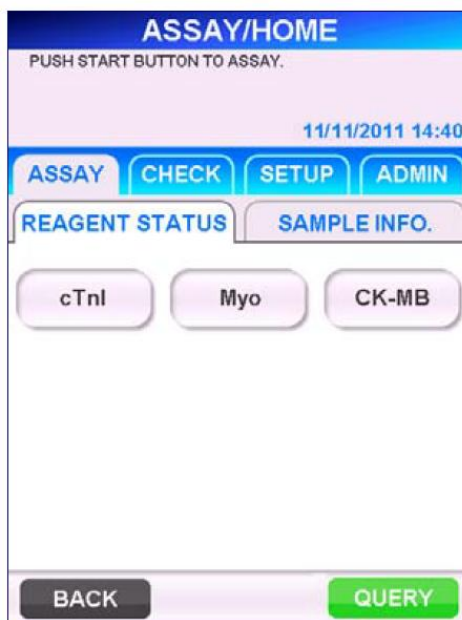 ASSAY/HOME
PUSH START BUTTON TO ASSAY.
11/11/2011 14:40
ASSAY CHECK SETUP ADMIN
REAGENT STATUS SAMPLE INFO.
cTnI Myo CK-MB
BACK QUERY